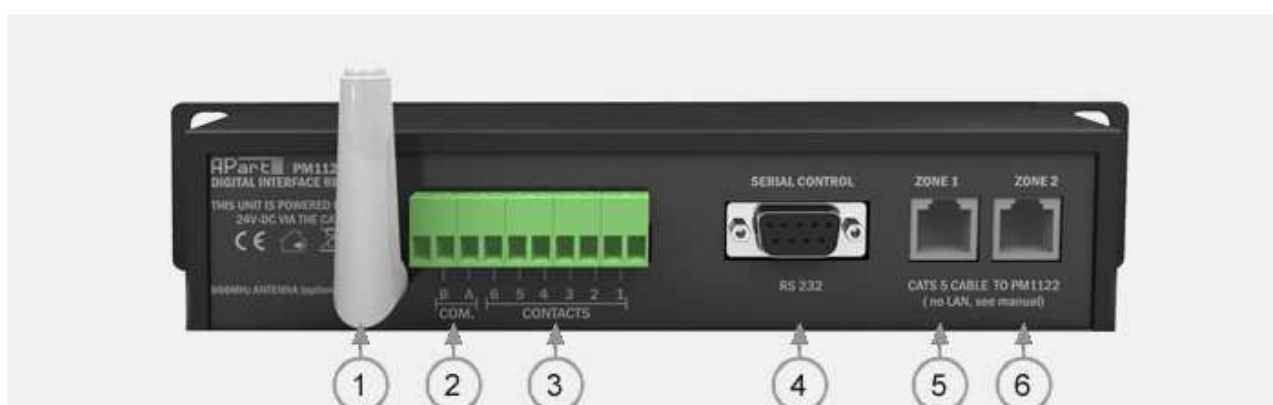 APart PM112
DIGITAL INTERFACE
THIS UNIT IS POWERED
24V-DC VIA THE
CE
ANTENNA
B A 6 5 4 3 2 1
COM. CONTACTS
SERIAL CONTROL
RS 232
ZONE 1 ZONE 2
CAT5 5 CABLE TO PM1122
( no LAN, see manual)
1 2 3 4 5 6